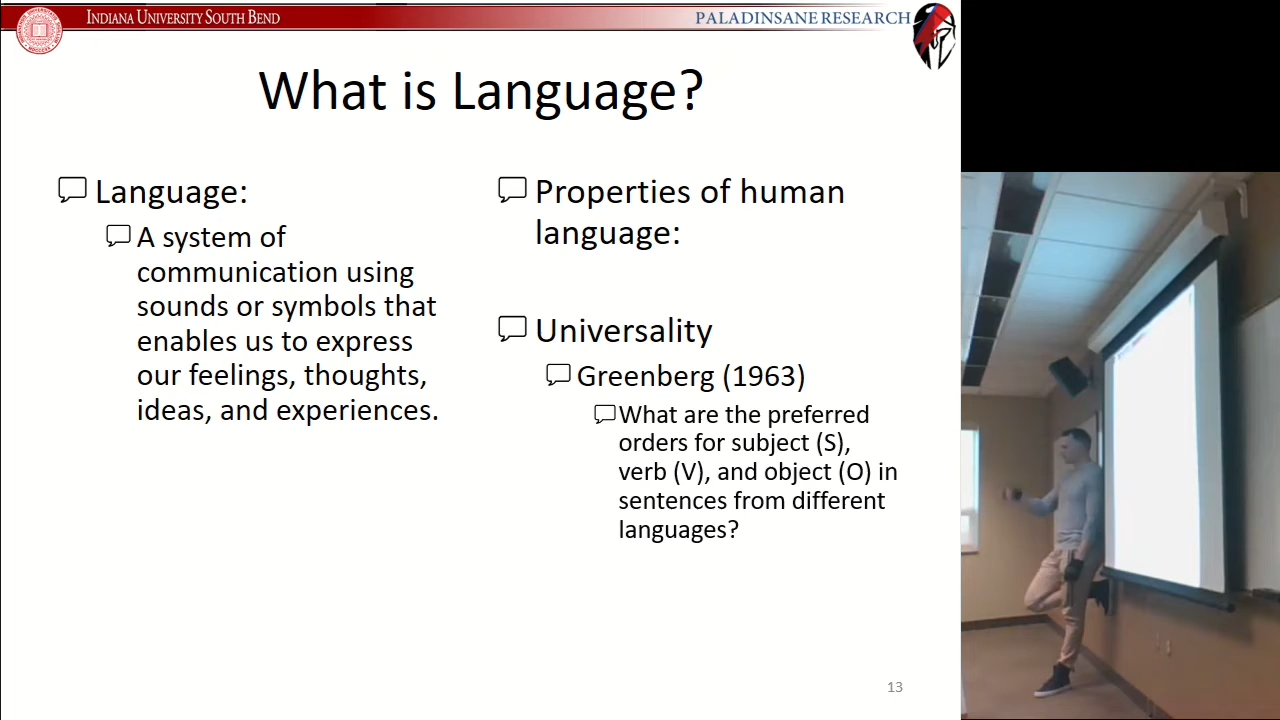 INDIANA UNIVERSITY SOUTH BEND
PALADINSANE RESEARCH
What is Language?
Language:
A system of
communication using
sounds or symbols that
enables us to express
our feelings, thoughts,
ideas, and experiences.
Properties of human
language:
Universality
Greenberg (1963)
What are the preferred
orders for subject (S),
verb (V), and object (O) in
sentences from different
languages?
13